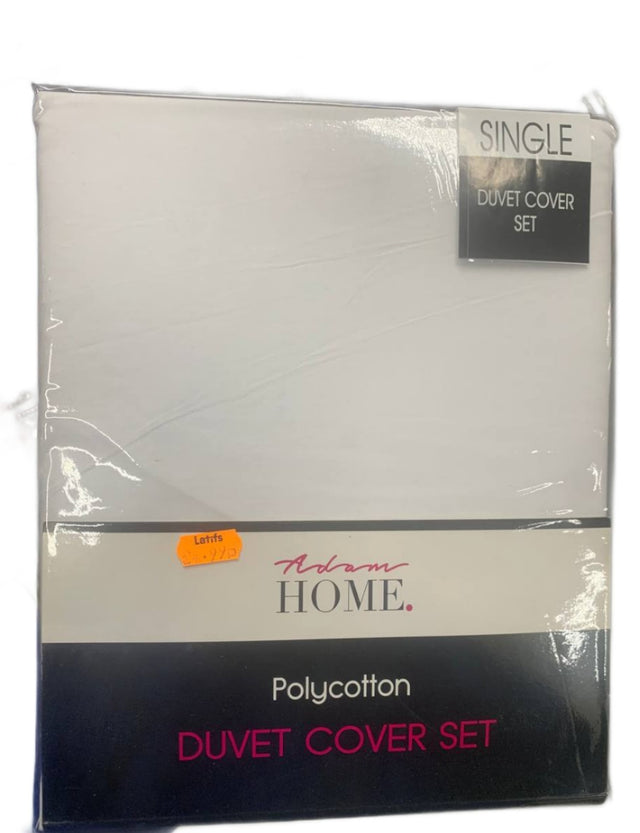 SINGLE
DUVET COVER
SET
Latifs
Adam
HOME.
Polycotton
DUVET COVER SET